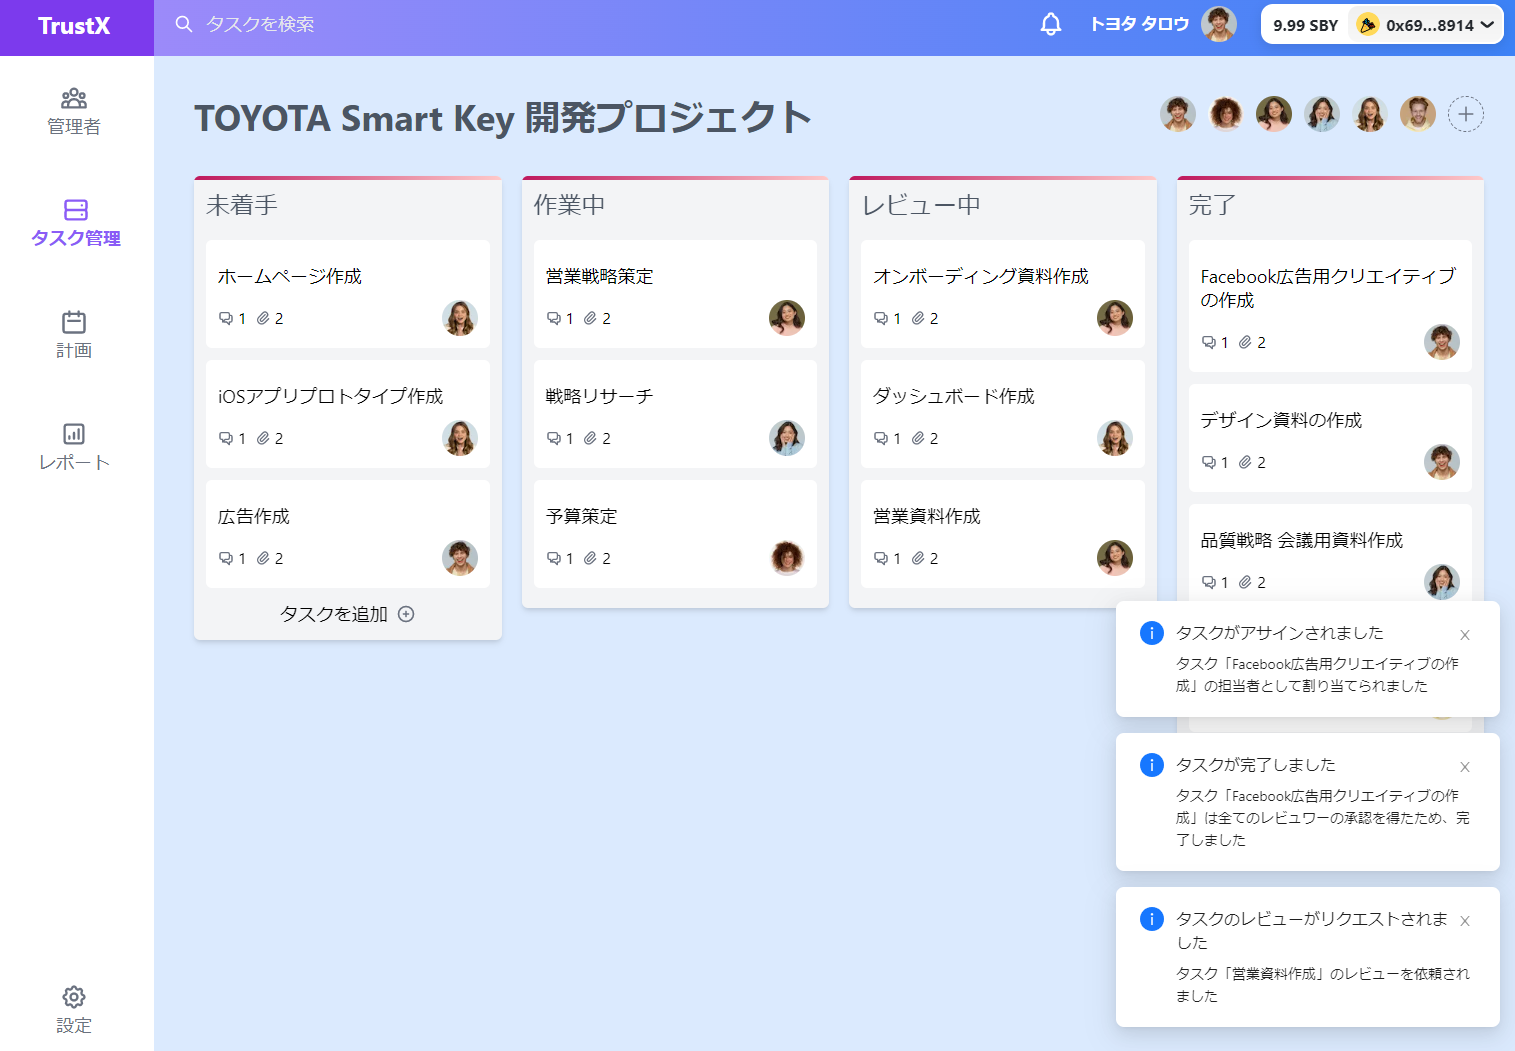 TrustX
タスクを検索
トヨタ タロウ
9.99 SBY
0x69...8914
管理者
タスク管理
計画
レポート
設定
TOYOTA Smart Key 開発プロジェクト
未着手
ホームページ作成
1 2
iOSアプリプロトタイプ作成
1 2
広告作成
1 2
タスクを追加
作業中
営業戦略策定
1 2
戦略リサーチ
1 2
予算策定
1 2
レビュー中
オンボーディング資料作成
1 2
ダッシュボード作成
1 2
営業資料作成
1 2
完了
Facebook広告用クリエイティブ
の作成
1 2
デザイン資料の作成
1 2
品質戦略 会議用資料作成
1 2
タスクがアサインされました
タスク「Facebook広告用クリエイティブの作
成」の担当者として割り当てられました
タスクが完了しました
タスク「Facebook広告用クリエイティブの作
成」は全てのレビュワーの承認を得たため、完
了しました
タスクのレビューがリクエストされま
した
タスク「営業資料作成」のレビューを依頼され
ました